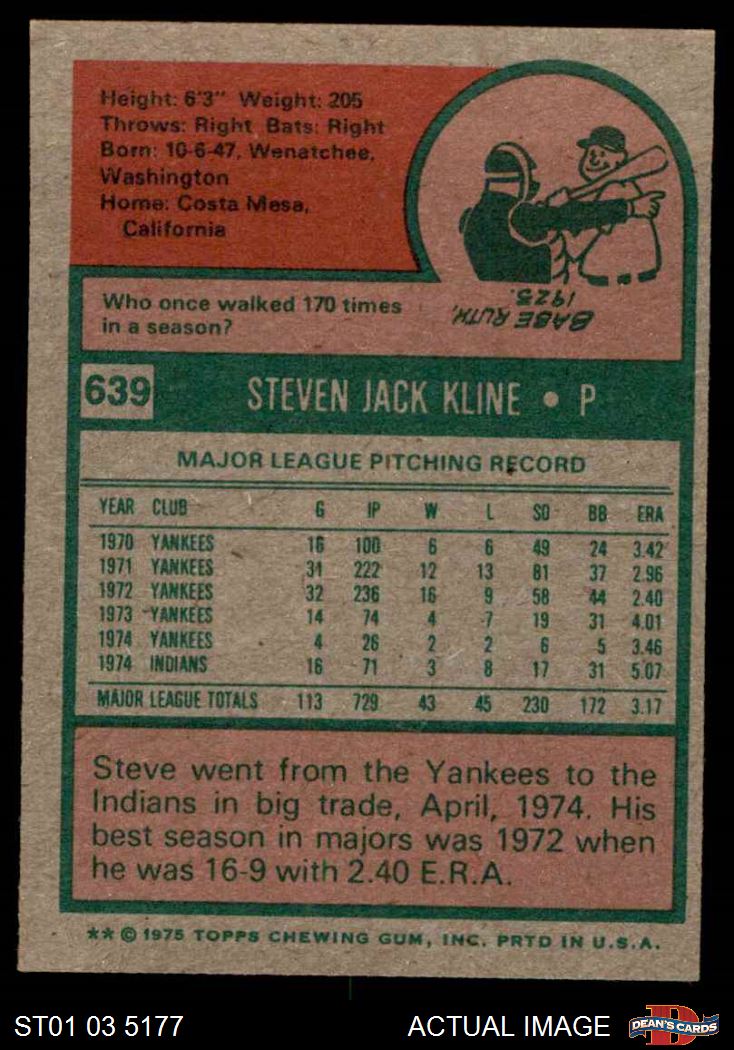 Height: 6'3" Weight: 205
Throws: Right Bats: Right
Born: 10-6-47, Wenatchee,
Washington
Home: Costa Mesa,
California
Who once walked 170 times
in a season?
BABE RUTH,
1925.
639 STEVEN JACK KLINE • P
MAJOR LEAGUE PITCHING RECORD
YEAR CLUB G IP W L SO BB ERA
1970 YANKEES 16 100 6 6 49 24 3.42
1971 YANKEES 31 222 12 13 81 37 2.96
1972 YANKEES 32 236 16 9 58 44 2.40
1973 YANKEES 14 74 4 7 19 31 4.01
1974 YANKEES 4 26 2 2 6 5 3.46
1974 INDIANS 16 71 3 8 17 31 5.07
MAJOR LEAGUE TOTALS 113 729 43 45 230 172 3.17
Steve went from the Yankees to the
Indians in big trade, April, 1974. His
best season in majors was 1972 when
he was 16-9 with 2.40 E.R.A.
** © 1975 TOPPS CHEWING GUM, INC. PRTD IN U.S.A.
ST01 03 5177 ACTUAL IMAGE D DEAN'S CARDS